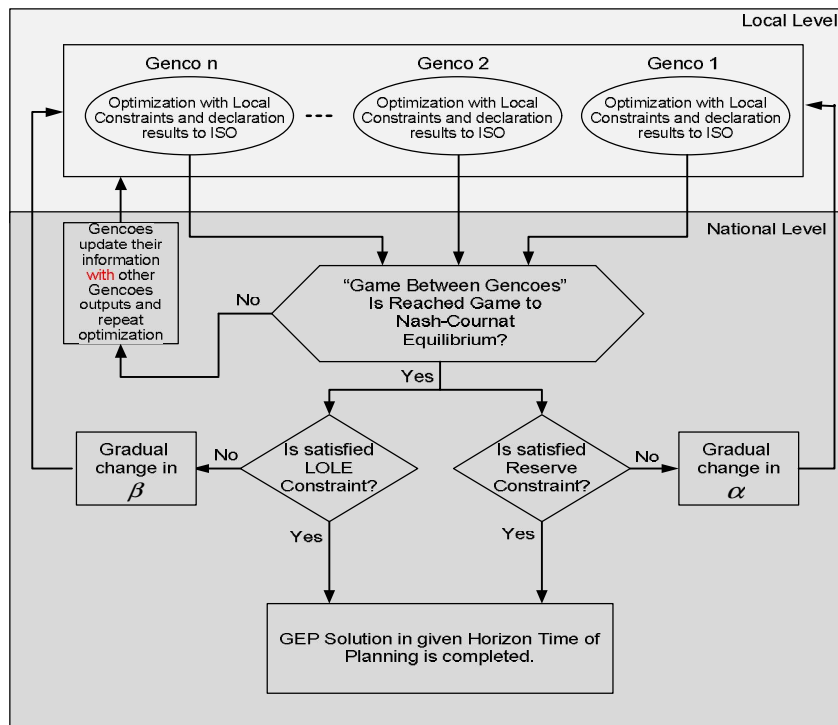 Local Level
Genco n
Genco 2
Genco 1
Optimization with Local
Constraints and declaration
results to ISO
---
Optimization with Local
Constraints and declaration
results to ISO
Optimization with Local
Constraints and declaration
results to ISO
National Level
Gencoes
update their
information
with other
Gencoes
outputs and
repeat
optimization
No
“Game Between Gencoes”
Is Reached Game to
Nash-Cournat
Equilibrium?
Yes
Gradual
change in
β
No
Is satisfied
LOLE
Constraint?
Is satisfied
Reserve
Constraint?
No
Gradual
change in
α
Yes
Yes
GEP Solution in given Horizon Time of
Planning is completed.